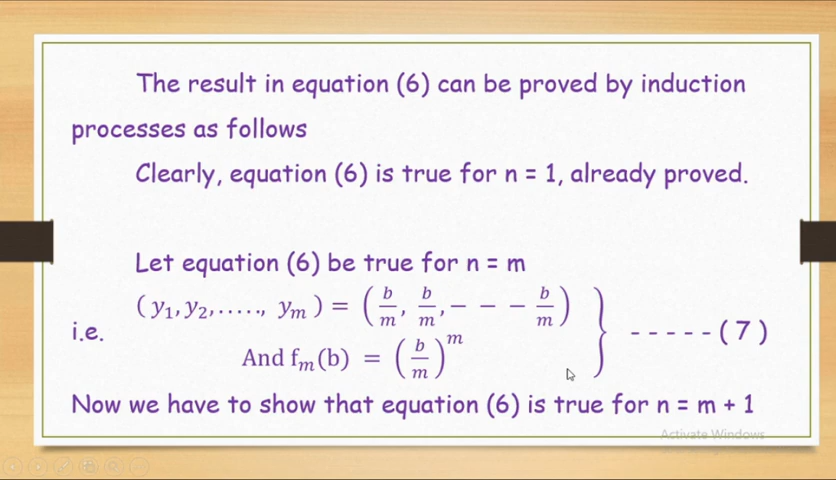 The result in equation (6) can be proved by induction
processes as follows
Clearly, equation (6) is true for n = 1, already proved.
Let equation (6) be true for n = m
i.e. (y₁, y₂, ....., yₘ) = (b/m, b/m, – – – b/m)
And fₘ(b) = (b/m)ᵐ
- - - - - (7)
Now we have to show that equation (6) is true for n = m + 1
Activate Windows